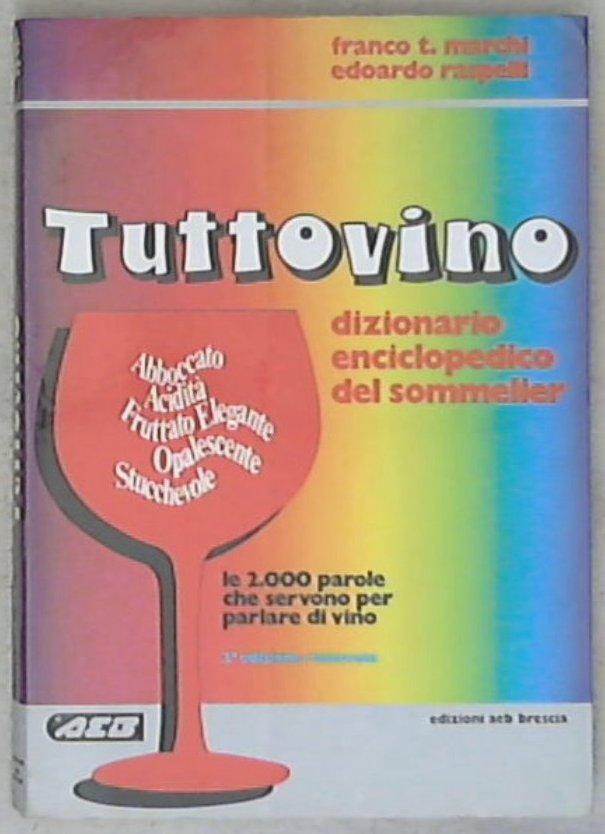 franco t. marchi
edoardo raspelli
Tuttovino
dizionario
enciclopedico
del sommelier
Abboccato
Acidità
Fruttato Elegante
Opalescente
Stucchevole
le 2.000 parole
che servono per
parlare di vino
AEB
edizioni aeb brescia